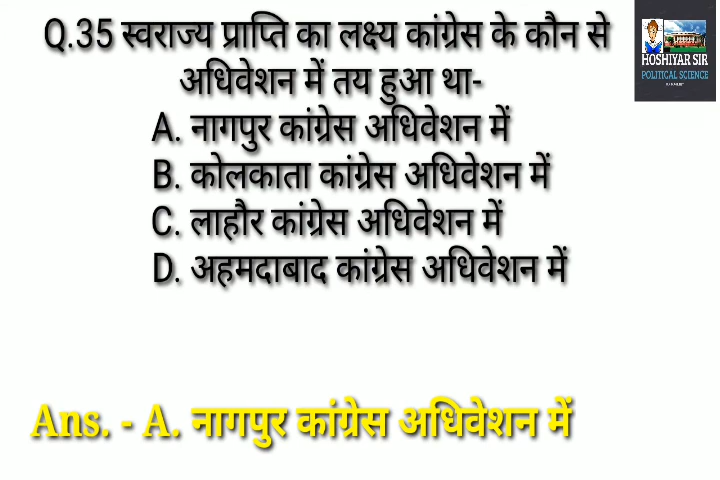 Q.35 स्वराज्य प्राप्ति का लक्ष्य कांग्रेस के कौन से
अधिवेशन में तय हुआ था-
A. नागपुर कांग्रेस अधिवेशन में
B. कोलकाता कांग्रेस अधिवेशन में
C. लाहौर कांग्रेस अधिवेशन में
D. अहमदाबाद कांग्रेस अधिवेशन में
Ans. - A. नागपुर कांग्रेस अधिवेशन में
HOSHIYAR SIR
POLITICAL SCIENCE